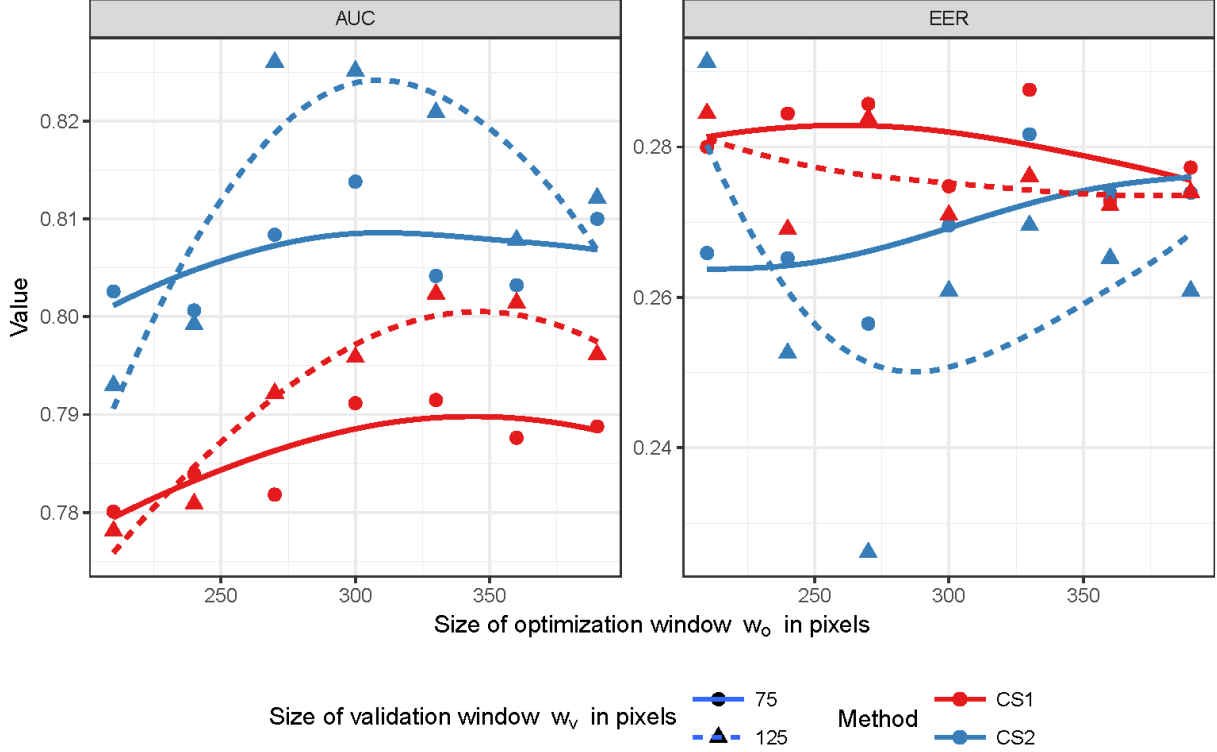 AUC
EER
0.82
0.81
0.80
0.79
0.78
0.28
0.26
0.24
Value
250
300
350
250
300
350
Size of optimization window wₒ in pixels
Size of validation window wᵥ in pixels
75
125
Method
CS1
CS2